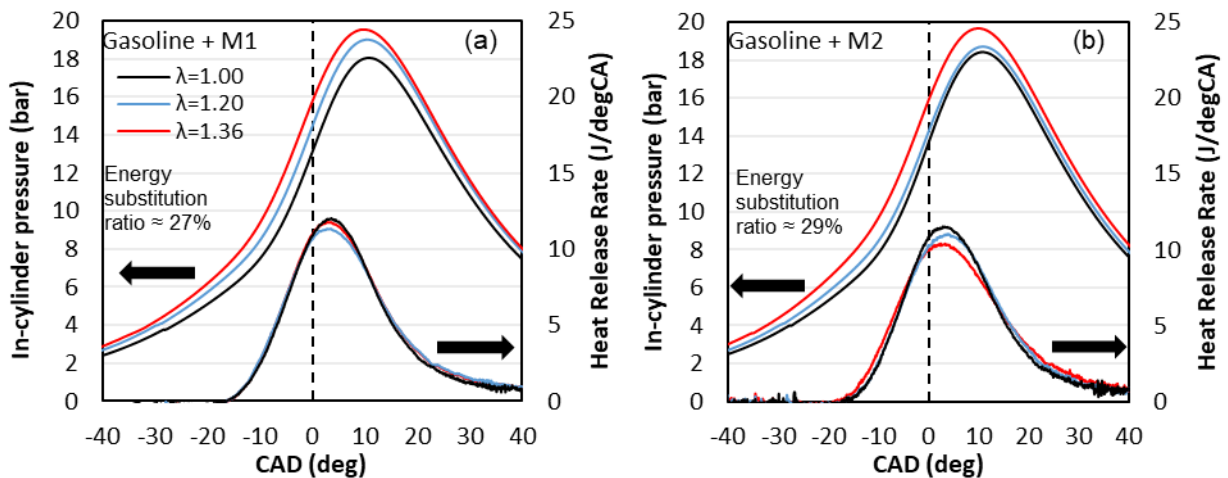 Gasoline + M1
(a)
λ=1.00
λ=1.20
λ=1.36
Energy
substitution
ratio ≈ 27%
In-cylinder pressure (bar)
20
18
16
14
12
10
8
6
4
2
0
-40 -30 -20 -10 0 10 20 30 40
CAD (deg)
25
20
15
10
5
0
Heat Release Rate (J/degCA)
Gasoline + M2
(b)
Energy
substitution
ratio ≈ 29%
In-cylinder pressure (bar)
20
18
16
14
12
10
8
6
4
2
0
-40 -30 -20 -10 0 10 20 30 40
CAD (deg)
25
20
15
10
5
0
Heat Release Rate (J/degCA)